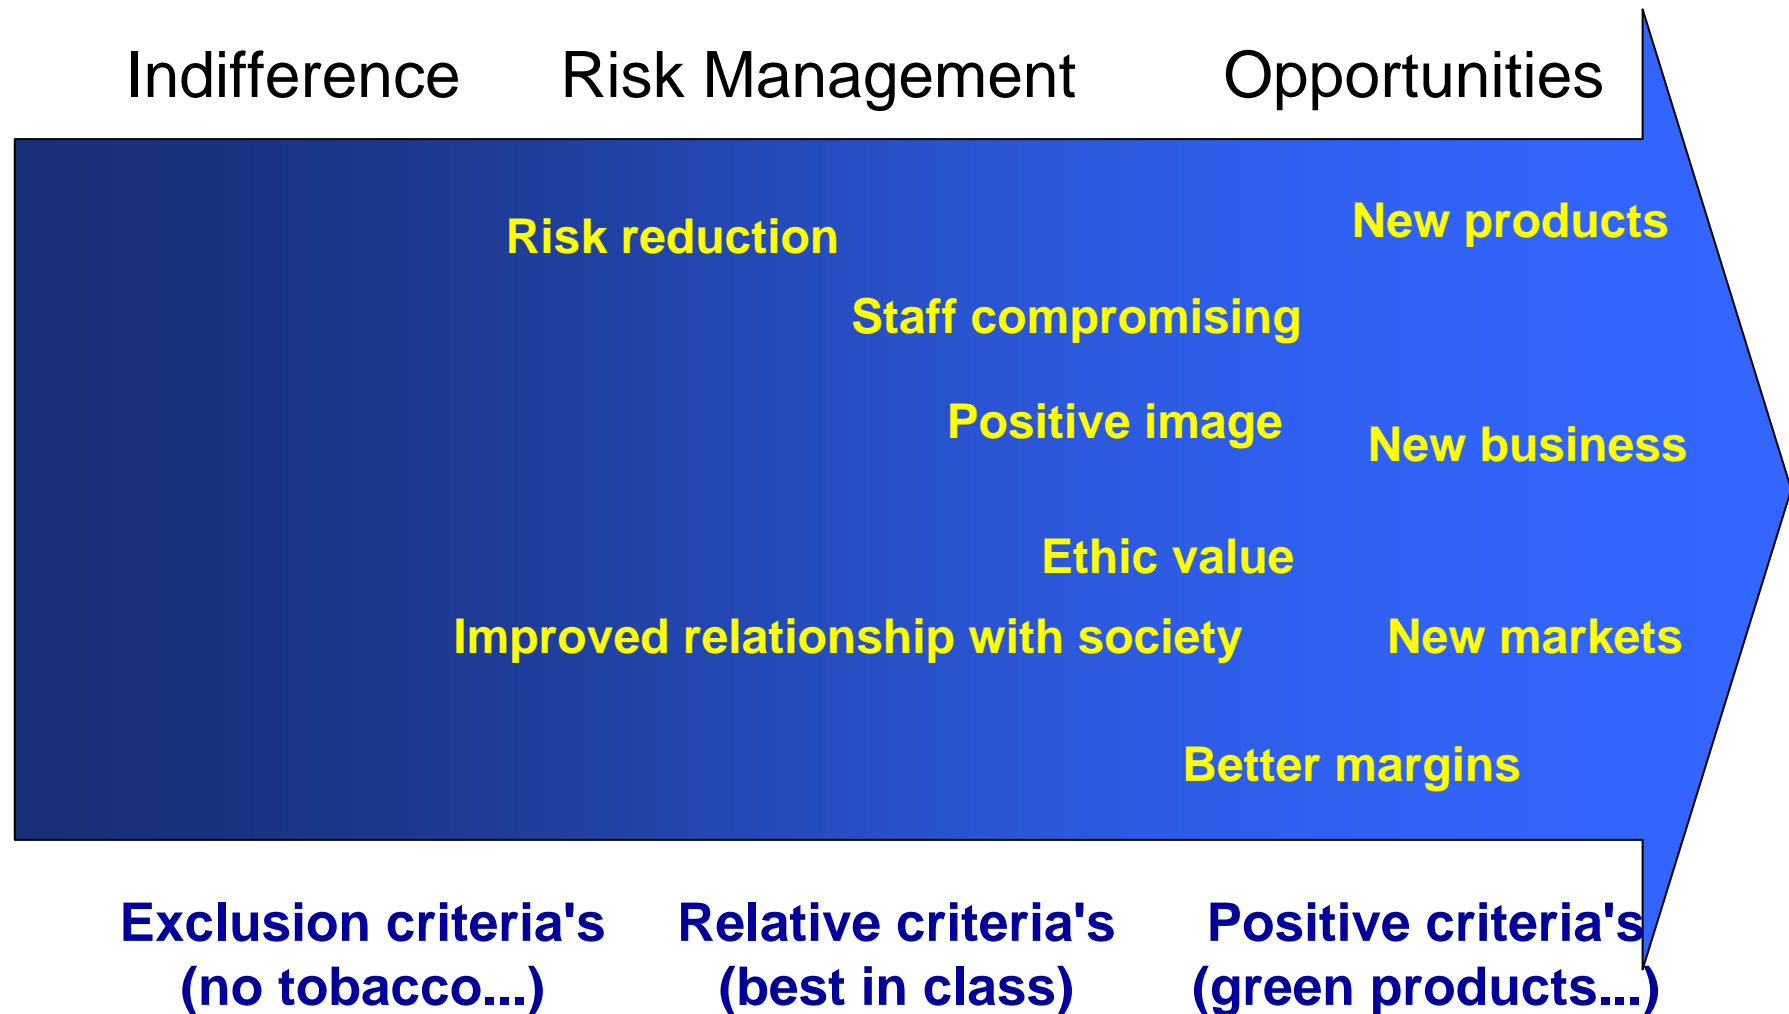 Indifference
Risk Management
Opportunities
New products
Risk reduction
Staff compromising
Positive image
New business
Ethic value
Improved relationship with society
New markets
Better margins
Exclusion criteria's
(no tobacco...)
Relative criteria's
(best in class)
Positive criteria's
(green products...)